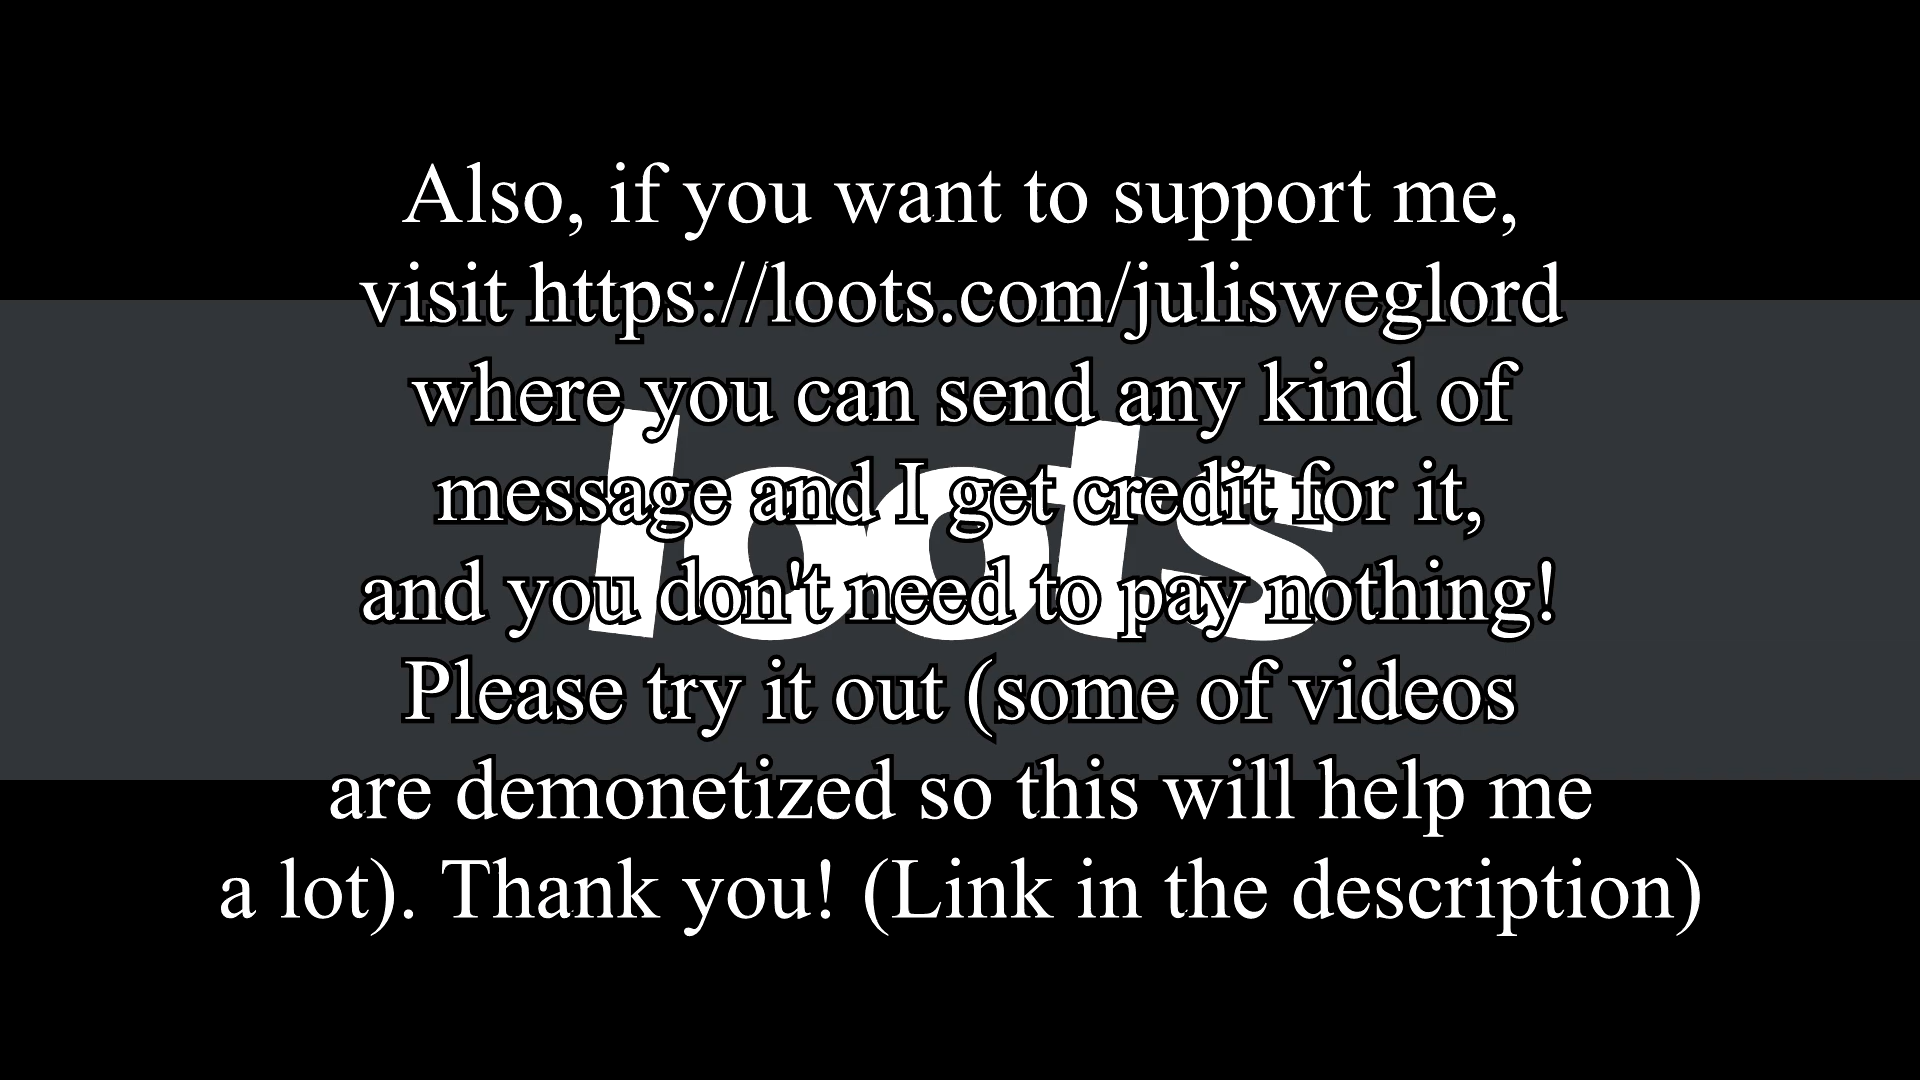 Also, if you want to support me,
visit https://loots.com/julisweglord
where you can send any kind of
message and I get credit for it,
and you don't need to pay nothing!
Please try it out (some of videos
are demonetized so this will help me
a lot). Thank you! (Link in the description)
loots